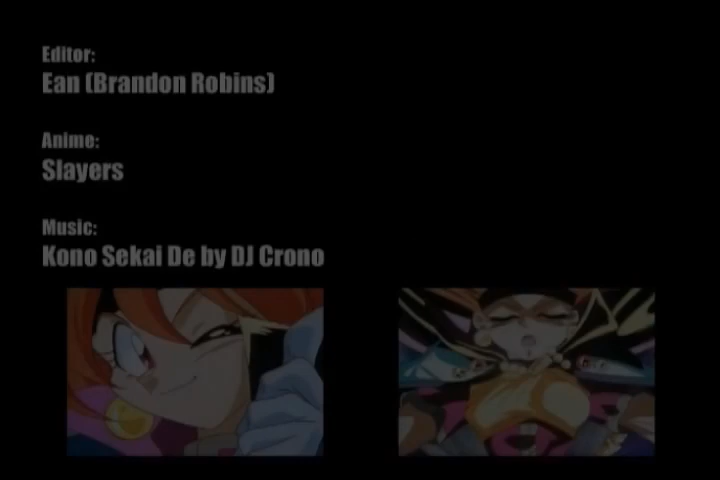 Editor:
Ean (Brandon Robins)
Anime:
Slayers
Music:
Kono Sekai De by DJ Crono